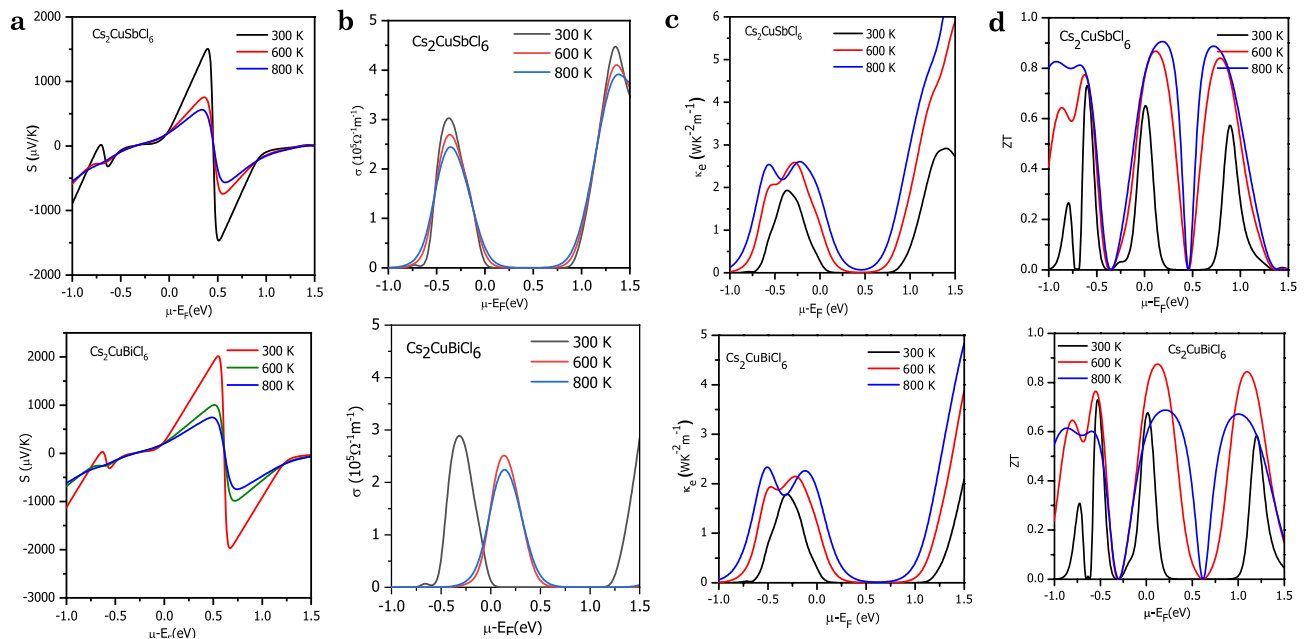 a
Cs2CuSbCl6
300 K
600 K
800 K
2000
1000
0
-1000
-2000
S (μV/K)
-1.0 -0.5 0.0 0.5 1.0 1.5
μ-EF(eV)
b
Cs2CuSbCl6
300 K
600 K
800 K
5
4
3
2
1
0
σ (10⁵Ω⁻¹m⁻¹)
-1.0 -0.5 0.0 0.5 1.0 1.5
μ-EF(eV)
c
Cs2CuSbCl6
300 K
600 K
800 K
6
5
4
3
2
1
0
κe (WK⁻²m⁻¹)
-1.0 -0.5 0.0 0.5 1.0 1.5
μ-EF (eV)
d
Cs2CuSbCl6
300 K
600 K
800 K
1.0
0.8
0.6
0.4
0.2
0.0
ZT
-1.0 -0.5 0.0 0.5 1.0 1.5
μ-EF(eV)
Cs2CuBiCl6
300 K
600 K
800 K
2000
1000
0
-1000
-2000
-3000
S (μV/K)
-1.0 -0.5 0.0 0.5 1.0 1.5
μ-EF(eV)
Cs2CuBiCl6
300 K
600 K
800 K
5
4
3
2
1
0
σ (10⁵Ω⁻¹m⁻¹)
-1.0 -0.5 0.0 0.5 1.0 1.5
μ-EF(eV)
Cs2CuBiCl6
300 K
600 K
800 K
5
4
3
2
1
0
κe (WK⁻²m⁻¹)
-1.0 -0.5 0.0 0.5 1.0 1.5
μ-EF (eV)
Cs2CuBiCl6
300 K
600 K
800 K
1.0
0.8
0.6
0.4
0.2
0.0
ZT
-1.0 -0.5 0.0 0.5 1.0 1.5
μ-EF(eV)